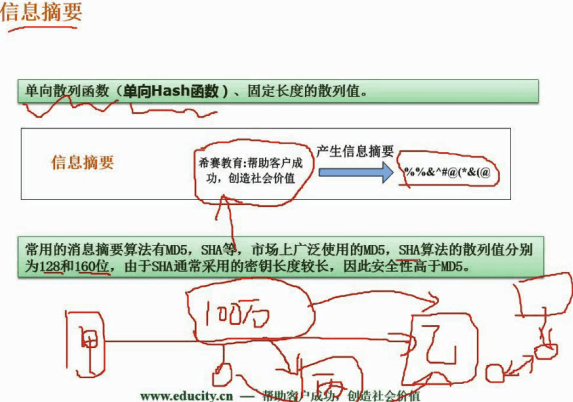 信息摘要
单向散列函数（单向Hash函数）、固定长度的散列值。
信息摘要
希赛教育:帮助客户成
功，创造社会价值
产生信息摘要
%%&^#@(*&(@
常用的消息摘要算法有MD5，SHA等，市场上广泛使用的MD5，SHA算法的散列值分别
为128和160位，由于SHA通常采用的密钥长度较长，因此安全性高于MD5。
100万
甲
乙
丙
www.educity.cn — 帮助客户成功，创造社会价值